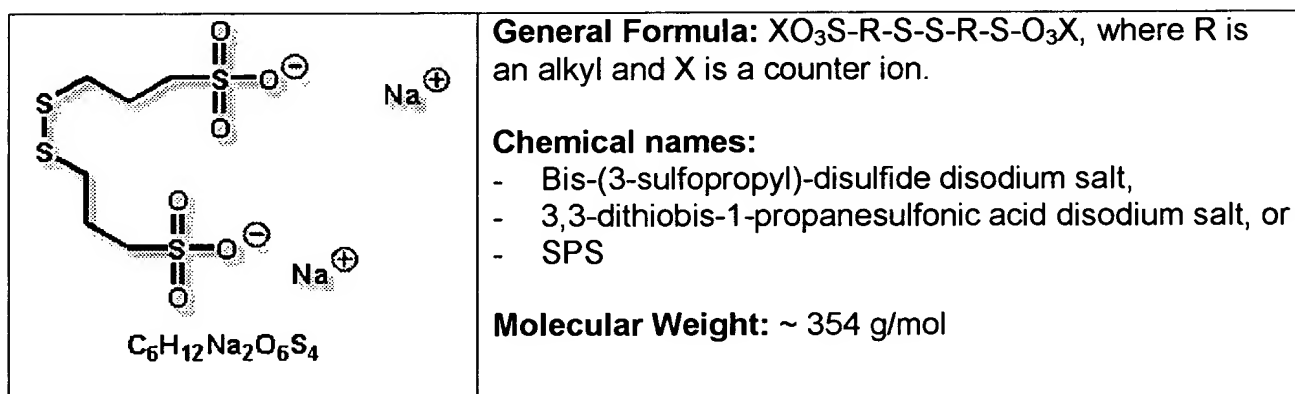 S
S
S
O
O
O⊖
Na⊕
S
O
O
O⊖
Na⊕
C₆H₁₂Na₂O₆S₄
General Formula: XO₃S-R-S-S-R-S-O₃X, where R is
an alkyl and X is a counter ion.
Chemical names:
- Bis-(3-sulfopropyl)-disulfide disodium salt,
- 3,3-dithiobis-1-propanesulfonic acid disodium salt, or
- SPS
Molecular Weight: ~ 354 g/mol